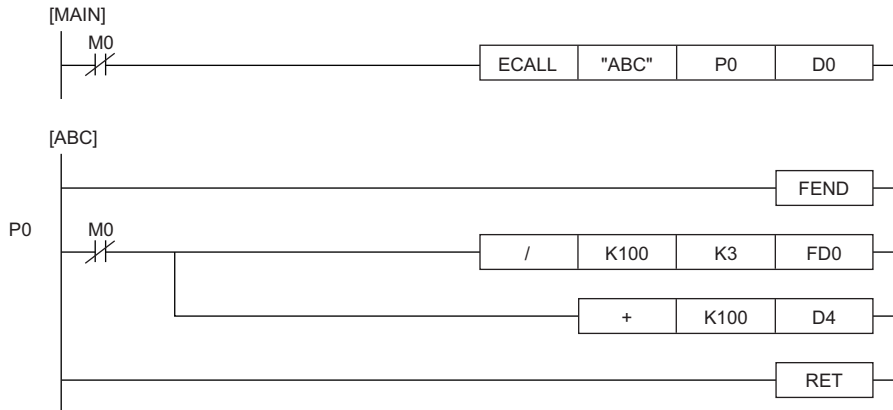 [MAIN]
M0
ECALL "ABC" P0 D0
[ABC]
FEND
P0 M0
/ K100 K3 FD0
+ K100 D4
RET